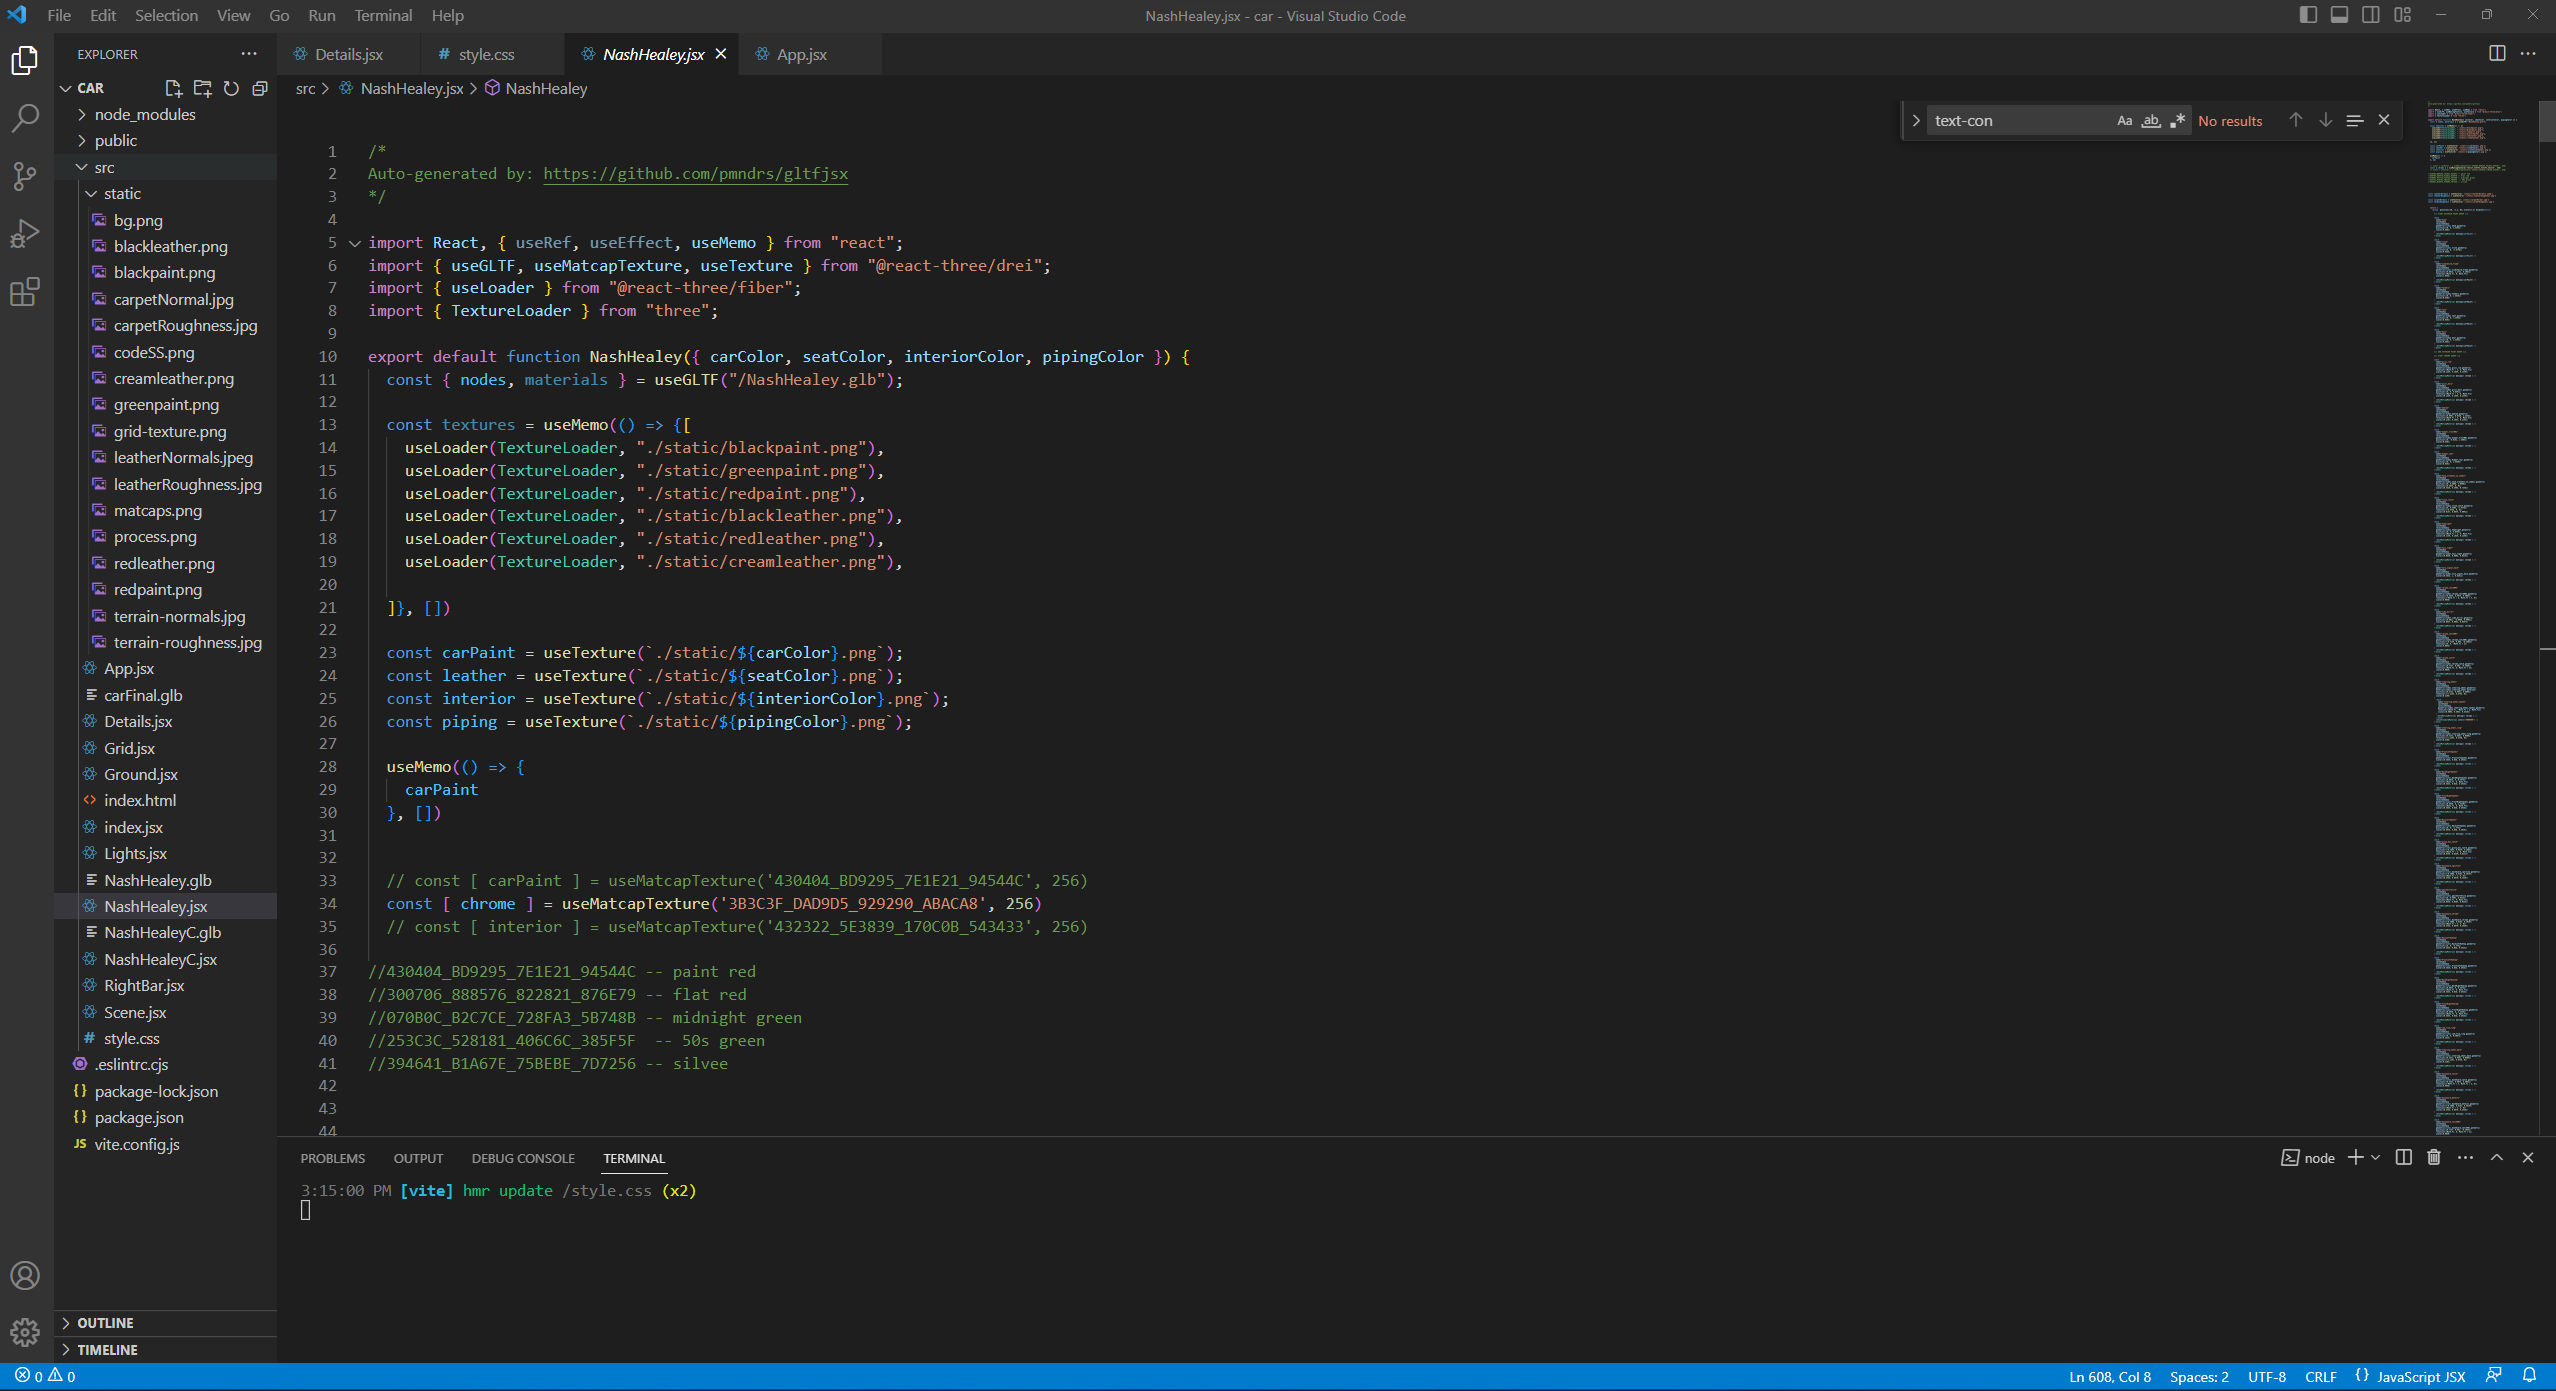 File Edit Selection View Go Run Terminal Help
NashHealey.jsx - car - Visual Studio Code
EXPLORER
CAR
node_modules
public
src
static
bg.png
blackleather.png
blackpaint.png
carpetNormal.jpg
carpetRoughness.jpg
codeSS.png
creamleather.png
greenpaint.png
grid-texture.png
leatherNormals.jpeg
leatherRoughness.jpg
matcaps.png
process.png
redleather.png
redpaint.png
terrain-normals.jpg
terrain-roughness.jpg
App.jsx
carFinal.glb
Details.jsx
Grid.jsx
Ground.jsx
index.html
index.jsx
Lights.jsx
NashHealey.glb
NashHealey.jsx
NashHealeyC.glb
NashHealeyC.jsx
RightBar.jsx
Scene.jsx
style.css
.eslintrc.cjs
package-lock.json
package.json
vite.config.js
OUTLINE
TIMELINE
Details.jsx
style.css
NashHealey.jsx
App.jsx
src > NashHealey.jsx > NashHealey
text-con
Aa ab
No results
1 /*
2 Auto-generated by: https://github.com/pmndrs/gltfjsx
3 */
4
5 import React, { useRef, useEffect, useMemo } from "react";
6 import { useGLTF, useMatcapTexture, useTexture } from "@react-three/drei";
7 import { useLoader } from "@react-three/fiber";
8 import { TextureLoader } from "three";
9
10 export default function NashHealey({ carColor, seatColor, interiorColor, pipingColor }) {
11 const { nodes, materials } = useGLTF("/NashHealey.glb");
12
13 const textures = useMemo(() => {[
14 useLoader(TextureLoader, "./static/blackpaint.png"),
15 useLoader(TextureLoader, "./static/greenpaint.png"),
16 useLoader(TextureLoader, "./static/redpaint.png"),
17 useLoader(TextureLoader, "./static/blackleather.png"),
18 useLoader(TextureLoader, "./static/redleather.png"),
19 useLoader(TextureLoader, "./static/creamleather.png"),
20
21 ]}, [])
22
23 const carPaint = useTexture(`./static/${carColor}.png`);
24 const leather = useTexture(`./static/${seatColor}.png`);
25 const interior = useTexture(`./static/${interiorColor}.png`);
26 const piping = useTexture(`./static/${pipingColor}.png`);
27
28 useMemo(() => {
29 carPaint
30 }, [])
31
32
33 // const [ carPaint ] = useMatcapTexture('430404_BD9295_7E1E21_94544C', 256)
34 const [ chrome ] = useMatcapTexture('3B3C3F_DAD9D5_929290_ABACA8', 256)
35 // const [ interior ] = useMatcapTexture('432322_5E3839_170C0B_543433', 256)
36
37 //430404_BD9295_7E1E21_94544C -- paint red
38 //300706_888576_822821_876E79 -- flat red
39 //070B0C_B2C7CE_728FA3_5B748B -- midnight green
40 //253C3C_528181_406C6C_385F5F -- 50s green
41 //394641_B1A67E_75BEBE_7D7256 -- silvee
42
43
44
PROBLEMS OUTPUT DEBUG CONSOLE TERMINAL
node
3:15:00 PM [vite] hmr update /style.css (x2)
0 0
Ln 608, Col 8 Spaces: 2 UTF-8 CRLF {} JavaScript JSX